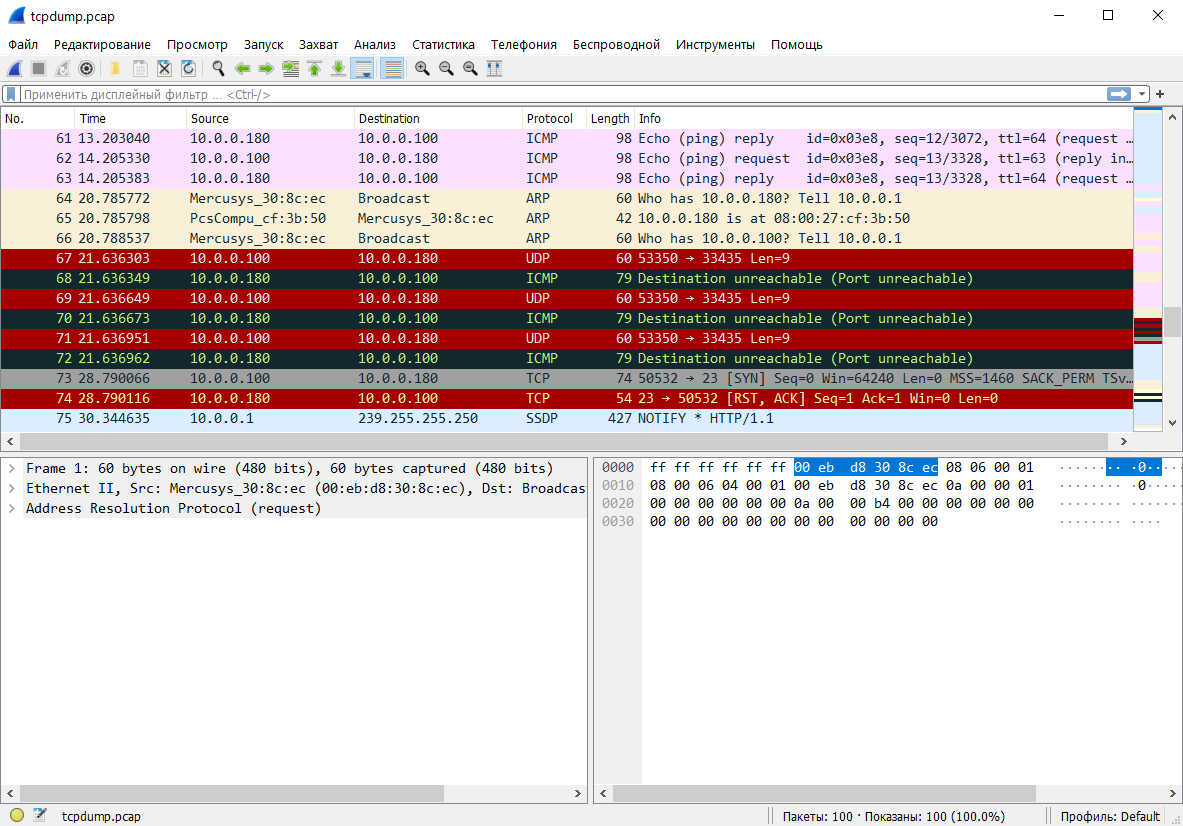 tcpdump.pcap
Файл Редактирование Просмотр Запуск Захват Анализ Статистика Телефония Беспроводной Инструменты Помощь
Применить дисплейный фильтр ... <Ctrl-/>
No. Time Source Destination Protocol Length Info
61 13.203040 10.0.0.180 10.0.0.100 ICMP 98 Echo (ping) reply id=0x03e8, seq=12/3072, ttl=64 (request …
62 14.205330 10.0.0.100 10.0.0.180 ICMP 98 Echo (ping) request id=0x03e8, seq=13/3328, ttl=63 (reply in…
63 14.205383 10.0.0.180 10.0.0.100 ICMP 98 Echo (ping) reply id=0x03e8, seq=13/3328, ttl=64 (request …
64 20.785772 Mercusys_30:8c:ec Broadcast ARP 60 Who has 10.0.0.180? Tell 10.0.0.1
65 20.785798 PcsCompu_cf:3b:50 Mercusys_30:8c:ec ARP 42 10.0.0.180 is at 08:00:27:cf:3b:50
66 20.788537 Mercusys_30:8c:ec Broadcast ARP 60 Who has 10.0.0.100? Tell 10.0.0.1
67 21.636303 10.0.0.100 10.0.0.180 UDP 60 53350 → 33435 Len=9
68 21.636349 10.0.0.180 10.0.0.100 ICMP 79 Destination unreachable (Port unreachable)
69 21.636649 10.0.0.100 10.0.0.180 UDP 60 53350 → 33435 Len=9
70 21.636673 10.0.0.180 10.0.0.100 ICMP 79 Destination unreachable (Port unreachable)
71 21.636951 10.0.0.100 10.0.0.180 UDP 60 53350 → 33435 Len=9
72 21.636962 10.0.0.180 10.0.0.100 ICMP 79 Destination unreachable (Port unreachable)
73 28.790066 10.0.0.100 10.0.0.180 TCP 74 50532 → 23 [SYN] Seq=0 Win=64240 Len=0 MSS=1460 SACK_PERM TSv…
74 28.790116 10.0.0.180 10.0.0.100 TCP 54 23 → 50532 [RST, ACK] Seq=1 Ack=1 Win=0 Len=0
75 30.344635 10.0.0.1 239.255.255.250 SSDP 427 NOTIFY * HTTP/1.1
Frame 1: 60 bytes on wire (480 bits), 60 bytes captured (480 bits)
Ethernet II, Src: Mercusys_30:8c:ec (00:eb:d8:30:8c:ec), Dst: Broadcas
Address Resolution Protocol (request)
0000 ff ff ff ff ff ff 00 eb d8 30 8c ec 08 06 00 01 ········ ·0······
0010 08 00 06 04 00 01 00 eb d8 30 8c ec 0a 00 00 01 ········ ·0······
0020 00 00 00 00 00 00 0a 00 00 b4 00 00 00 00 00 00 ········ ········
0030 00 00 00 00 00 00 00 00 00 00 00 00 ········ ····
tcpdump.pcap Пакеты: 100 · Показаны: 100 (100.0%) Профиль: Default